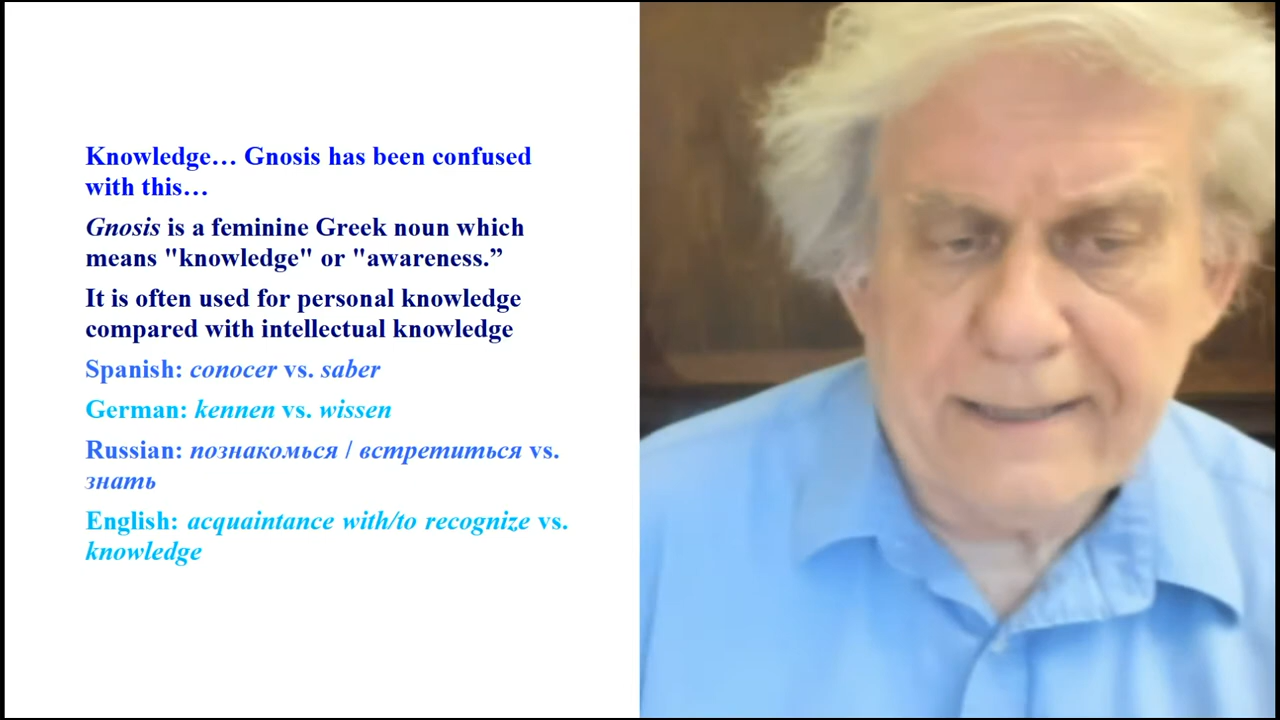 Knowledge… Gnosis has been confused
with this…
Gnosis is a feminine Greek noun which
means "knowledge" or "awareness.”
It is often used for personal knowledge
compared with intellectual knowledge
Spanish: conocer vs. saber
German: kennen vs. wissen
Russian: познакомься / встретиться vs.
знать
English: acquaintance with/to recognize vs.
knowledge